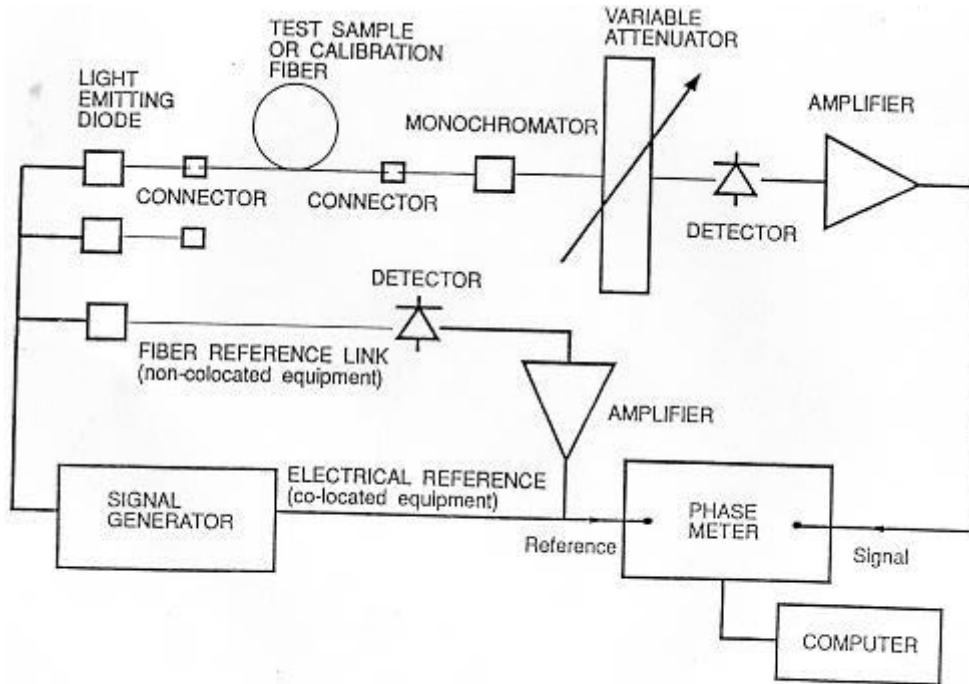 TEST SAMPLE
OR CALIBRATION
FIBER
VARIABLE
ATTENUATOR
LIGHT
EMITTING
DIODE
MONOCHROMATOR
AMPLIFIER
CONNECTOR
CONNECTOR
DETECTOR
DETECTOR
FIBER REFERENCE LINK
(non-colocated equipment)
AMPLIFIER
ELECTRICAL REFERENCE
(co-located equipment)
SIGNAL
GENERATOR
PHASE
METER
Reference
Signal
COMPUTER